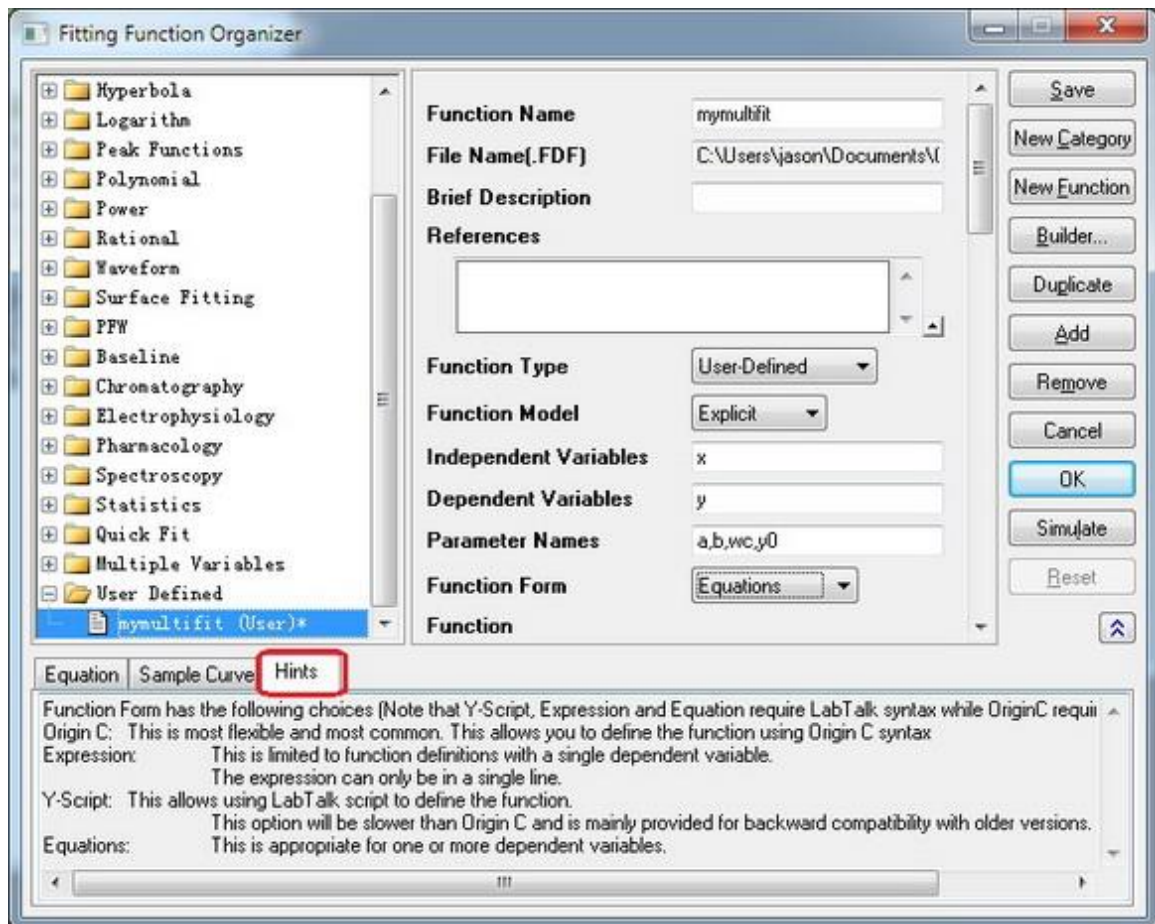 Fitting Function Organizer
Hyperbola
Logarithm
Peak Functions
Polynomial
Power
Rational
Waveform
Surface Fitting
PFW
Baseline
Chromatography
Electrophysiology
Pharmacology
Spectroscopy
Statistics
Quick Fit
Multiple Variables
User Defined
mymultifit (User)*
Function Name mymultifit
File Name(.FDF) C:\Users\jason\Documents\(
Brief Description
References
Function Type User-Defined
Function Model Explicit
Independent Variables x
Dependent Variables y
Parameter Names a,b,wc,y0
Function Form Equations
Function
Save
New Category
New Function
Builder...
Duplicate
Add
Remove
Cancel
OK
Simulate
Reset
Equation Sample Curve Hints
Function Form has the following choices (Note that Y-Script, Expression and Equation require LabTalk syntax while OriginC requir
Origin C: This is most flexible and most common. This allows you to define the function using Origin C syntax
Expression: This is limited to function definitions with a single dependent variable.
The expression can only be in a single line.
Y-Script: This allows using LabTalk script to define the function.
This option will be slower than Origin C and is mainly provided for backward compatibility with older versions.
Equations: This is appropriate for one or more dependent variables.